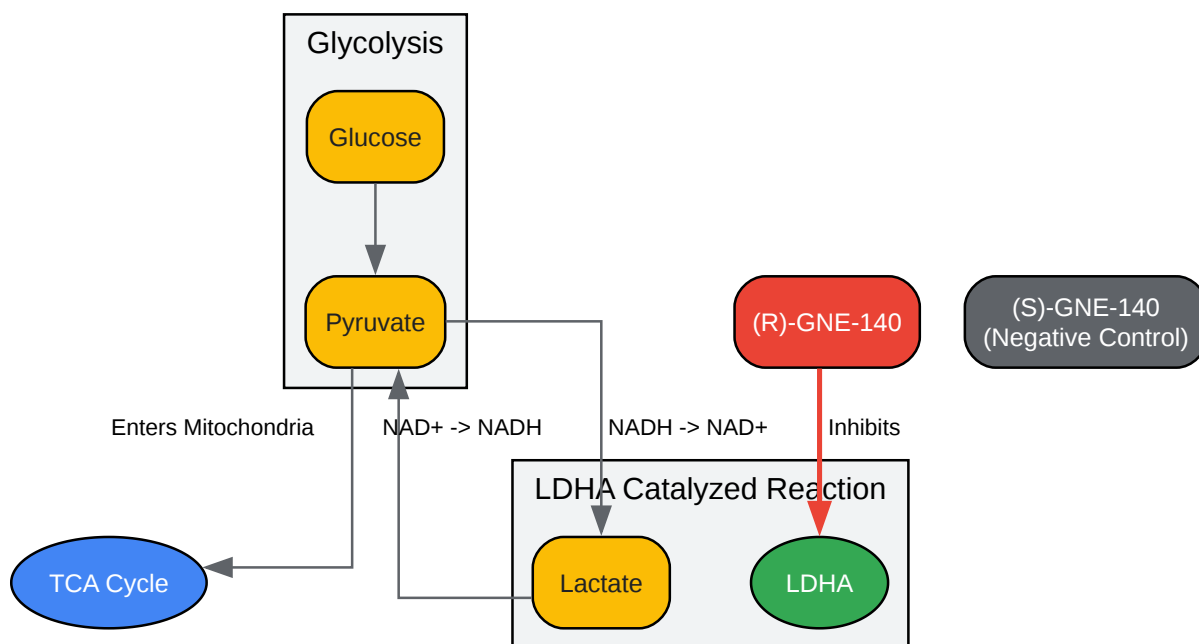 Glycolysis
Glucose
Pyruvate
(R)-GNE-140
(S)-GNE-140
(Negative Control)
Enters Mitochondria
NAD+ -> NADH
NADH -> NAD+
Inhibits
LDHA Catalyzed Reaction
TCA Cycle
Lactate
LDHA